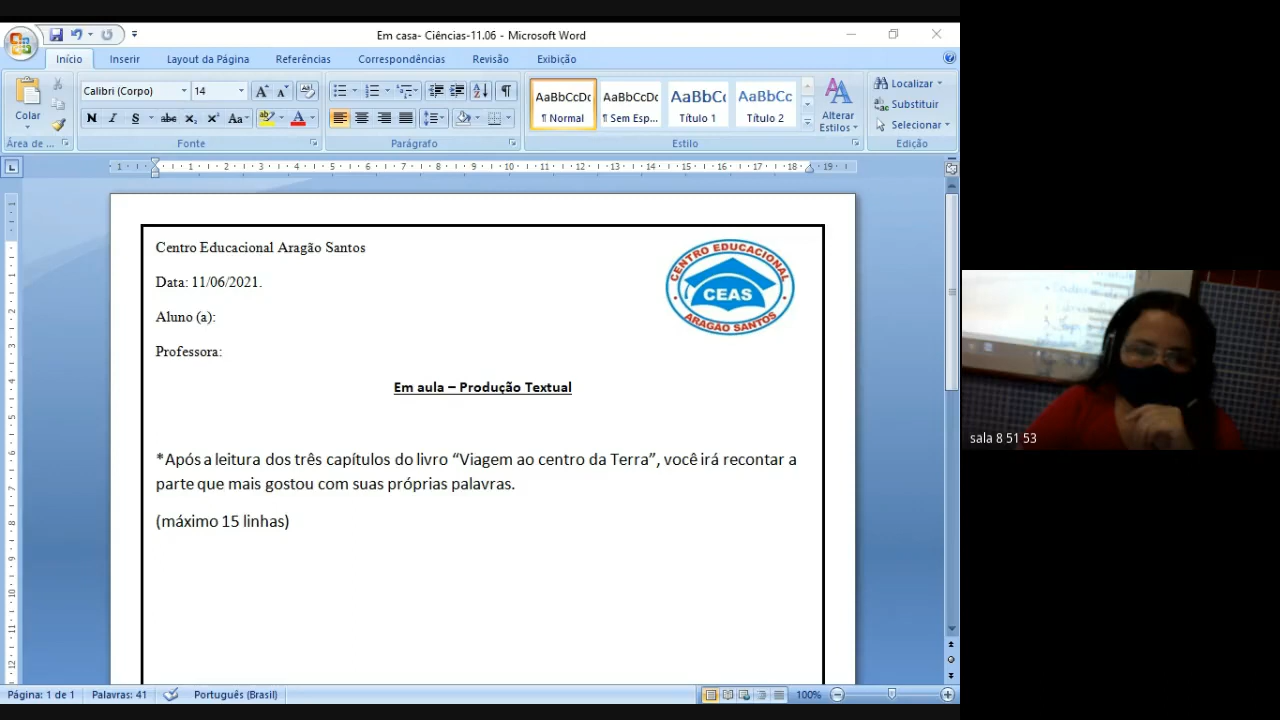 Em casa- Ciências-11.06 - Microsoft Word
Início Inserir Layout da Página Referências Correspondências Revisão Exibição
Calibri (Corpo) 14
AaBbCcDc AaBbCcDc AaBbC AaBbCc
Colar
¶ Normal ¶ Sem Esp... Título 1 Título 2
Alterar
Estilos
Localizar
Substituir
Selecionar
Área de ... Fonte Parágrafo Estilo Edição
Centro Educacional Aragão Santos
Data: 11/06/2021.
Aluno (a):
Professora:
CENTRO EDUCACIONAL
CEAS
ARAGÃO SANTOS
Em aula – Produção Textual
*Após a leitura dos três capítulos do livro “Viagem ao centro da Terra”, você irá recontar a
parte que mais gostou com suas próprias palavras.
(máximo 15 linhas)
Página: 1 de 1 Palavras: 41 Português (Brasil) 100%
sala 8 51 53